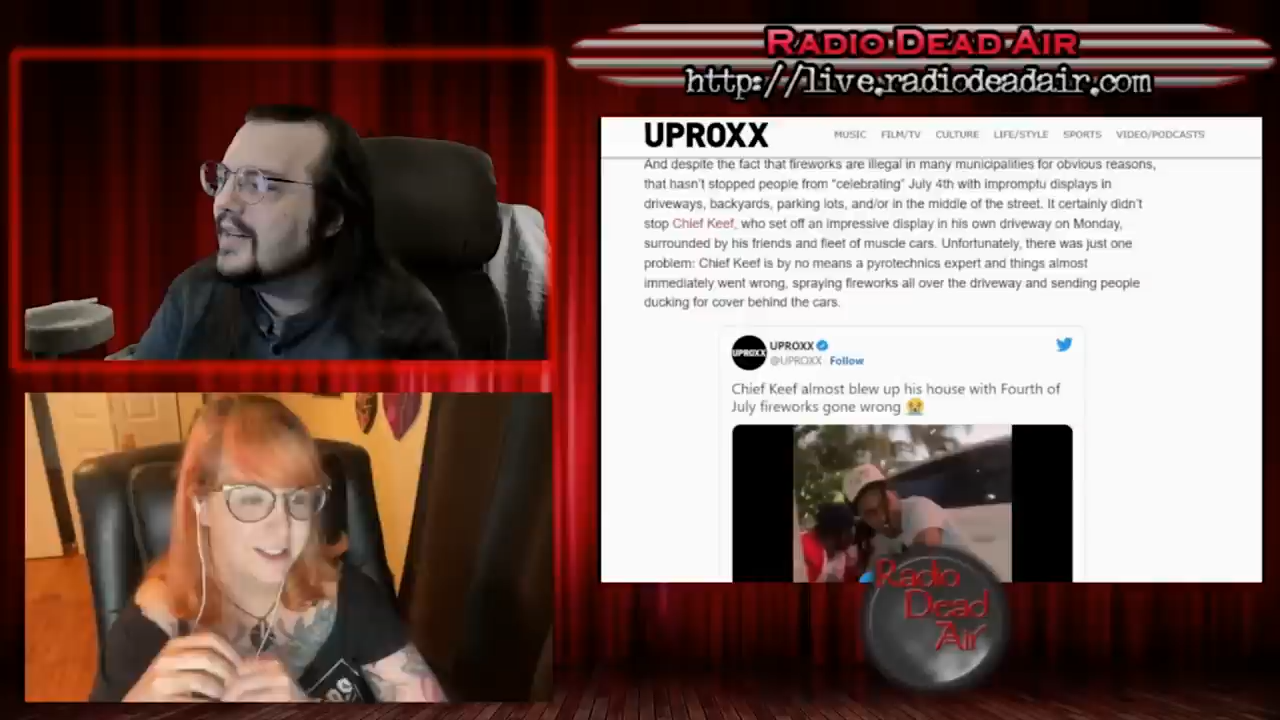 RADIO DEAD AIR
http://live.radiodeadair.com
UPROXX
MUSIC FILM/TV CULTURE LIFE/STYLE SPORTS VIDEO/PODCASTS
And despite the fact that fireworks are illegal in many municipalities for obvious reasons,
that hasn't stopped people from “celebrating” July 4th with impromptu displays in
driveways, backyards, parking lots, and/or in the middle of the street. It certainly didn't
stop Chief Keef, who set off an impressive display in his own driveway on Monday,
surrounded by his friends and fleet of muscle cars. Unfortunately, there was just one
problem: Chief Keef is by no means a pyrotechnics expert and things almost
immediately went wrong, spraying fireworks all over the driveway and sending people
ducking for cover behind the cars.
UPROXX
UPROXX
@UPROXX Follow
Chief Keef almost blew up his house with Fourth of
July fireworks gone wrong
Radio
Dead
Air